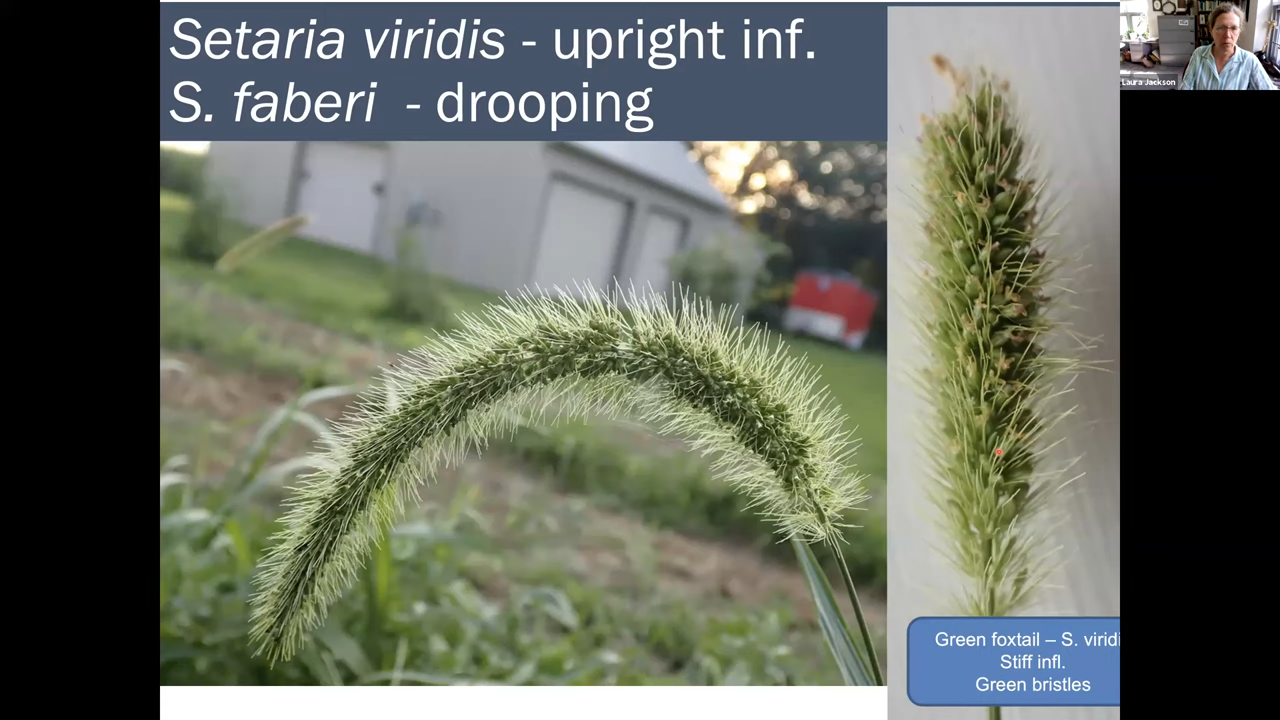 Setaria viridis - upright inf.
S. faberi - drooping
Laura Jackson
Green foxtail – S. viridi
Stiff infl.
Green bristles